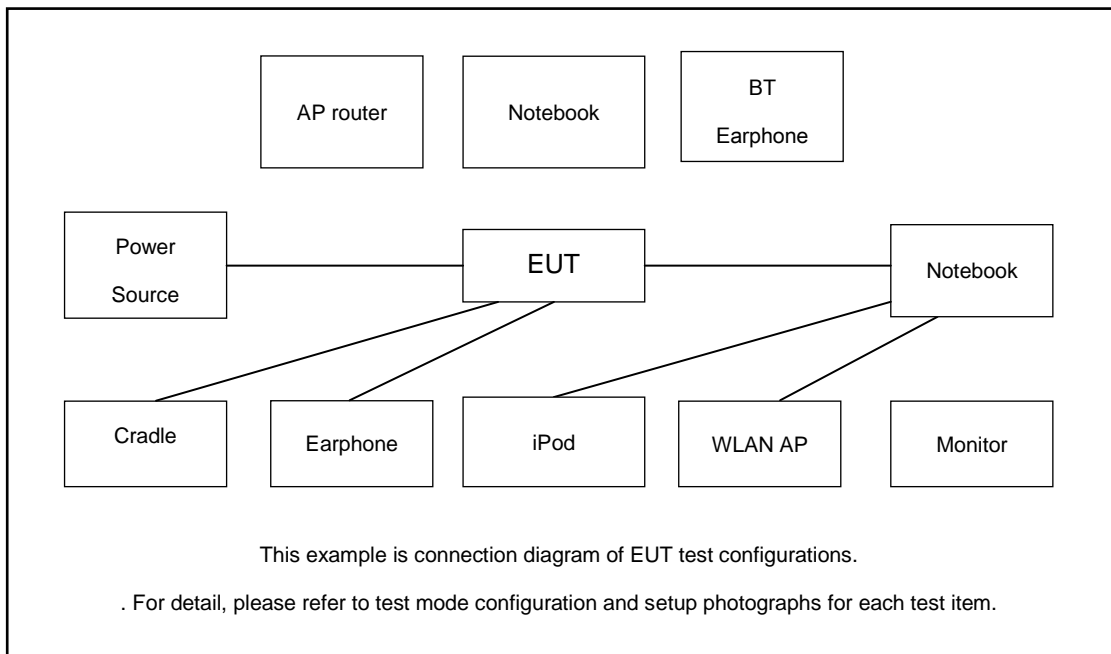 AP router
Notebook
BT
Earphone
Power
Source
EUT
Notebook
Cradle
Earphone
iPod
WLAN AP
Monitor
This example is connection diagram of EUT test configurations.
. For detail, please refer to test mode configuration and setup photographs for each test item.